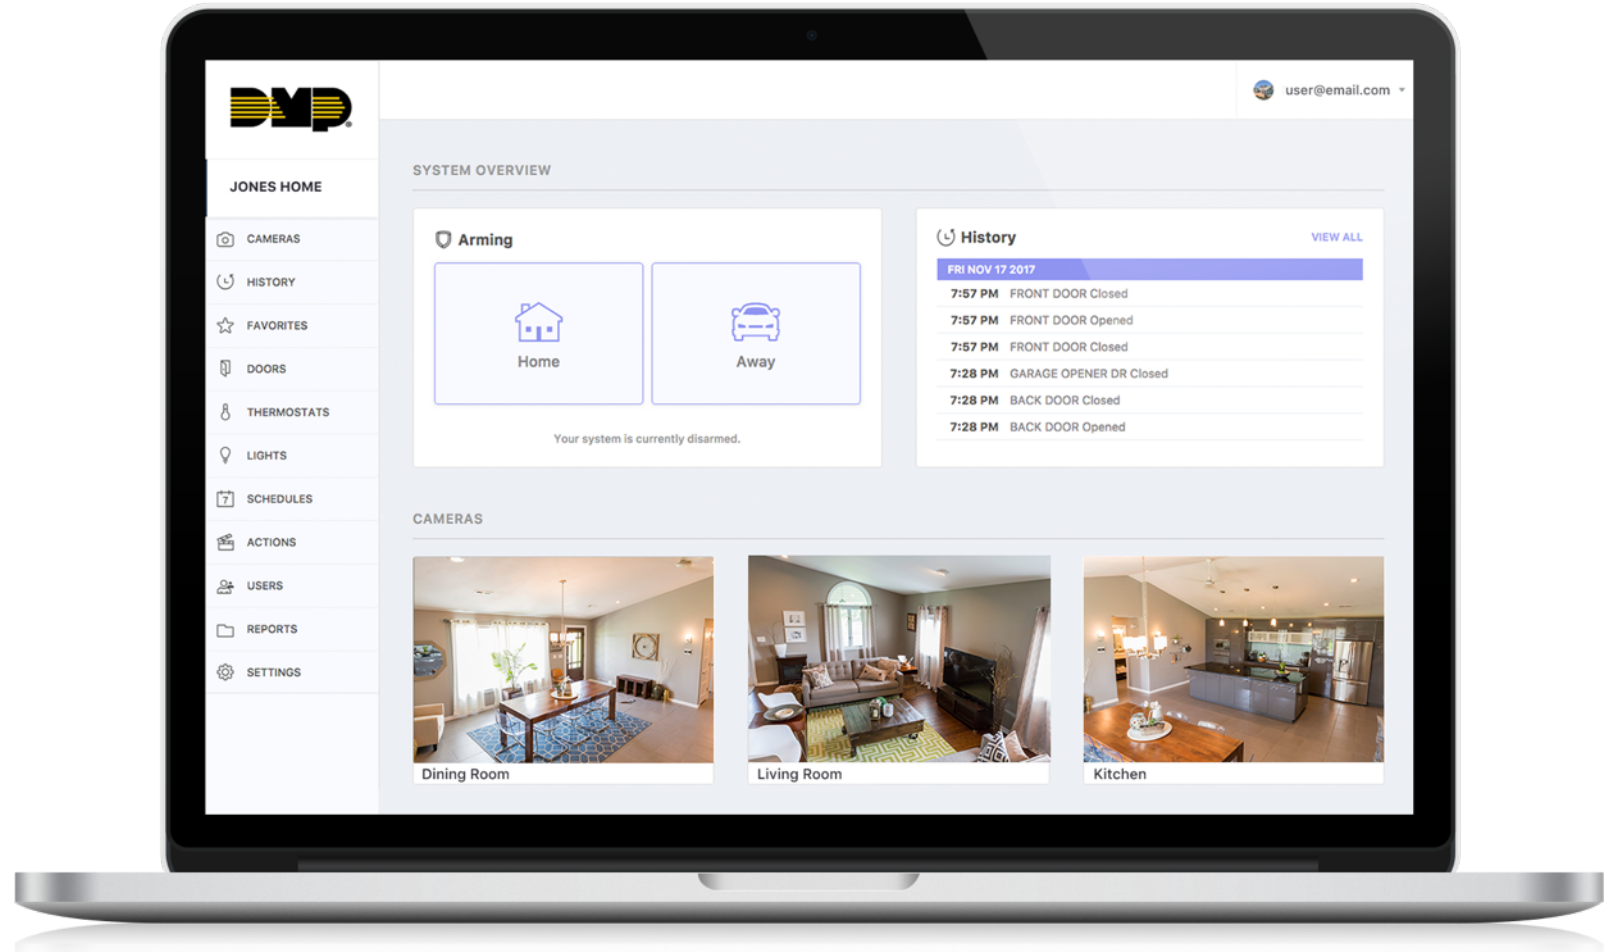 DMP
user@email.com
JONES HOME
CAMERAS
HISTORY
FAVORITES
DOORS
THERMOSTATS
LIGHTS
7
SCHEDULES
ACTIONS
USERS
REPORTS
SETTINGS
SYSTEM OVERVIEW
Arming
Home
Away
Your system is currently disarmed.
History
VIEW ALL
FRI NOV 17 2017
7:57 PM FRONT DOOR Closed
7:57 PM FRONT DOOR Opened
7:57 PM FRONT DOOR Closed
7:28 PM GARAGE OPENER DR Closed
7:28 PM BACK DOOR Closed
7:28 PM BACK DOOR Opened
CAMERAS
Dining Room
Living Room
Kitchen